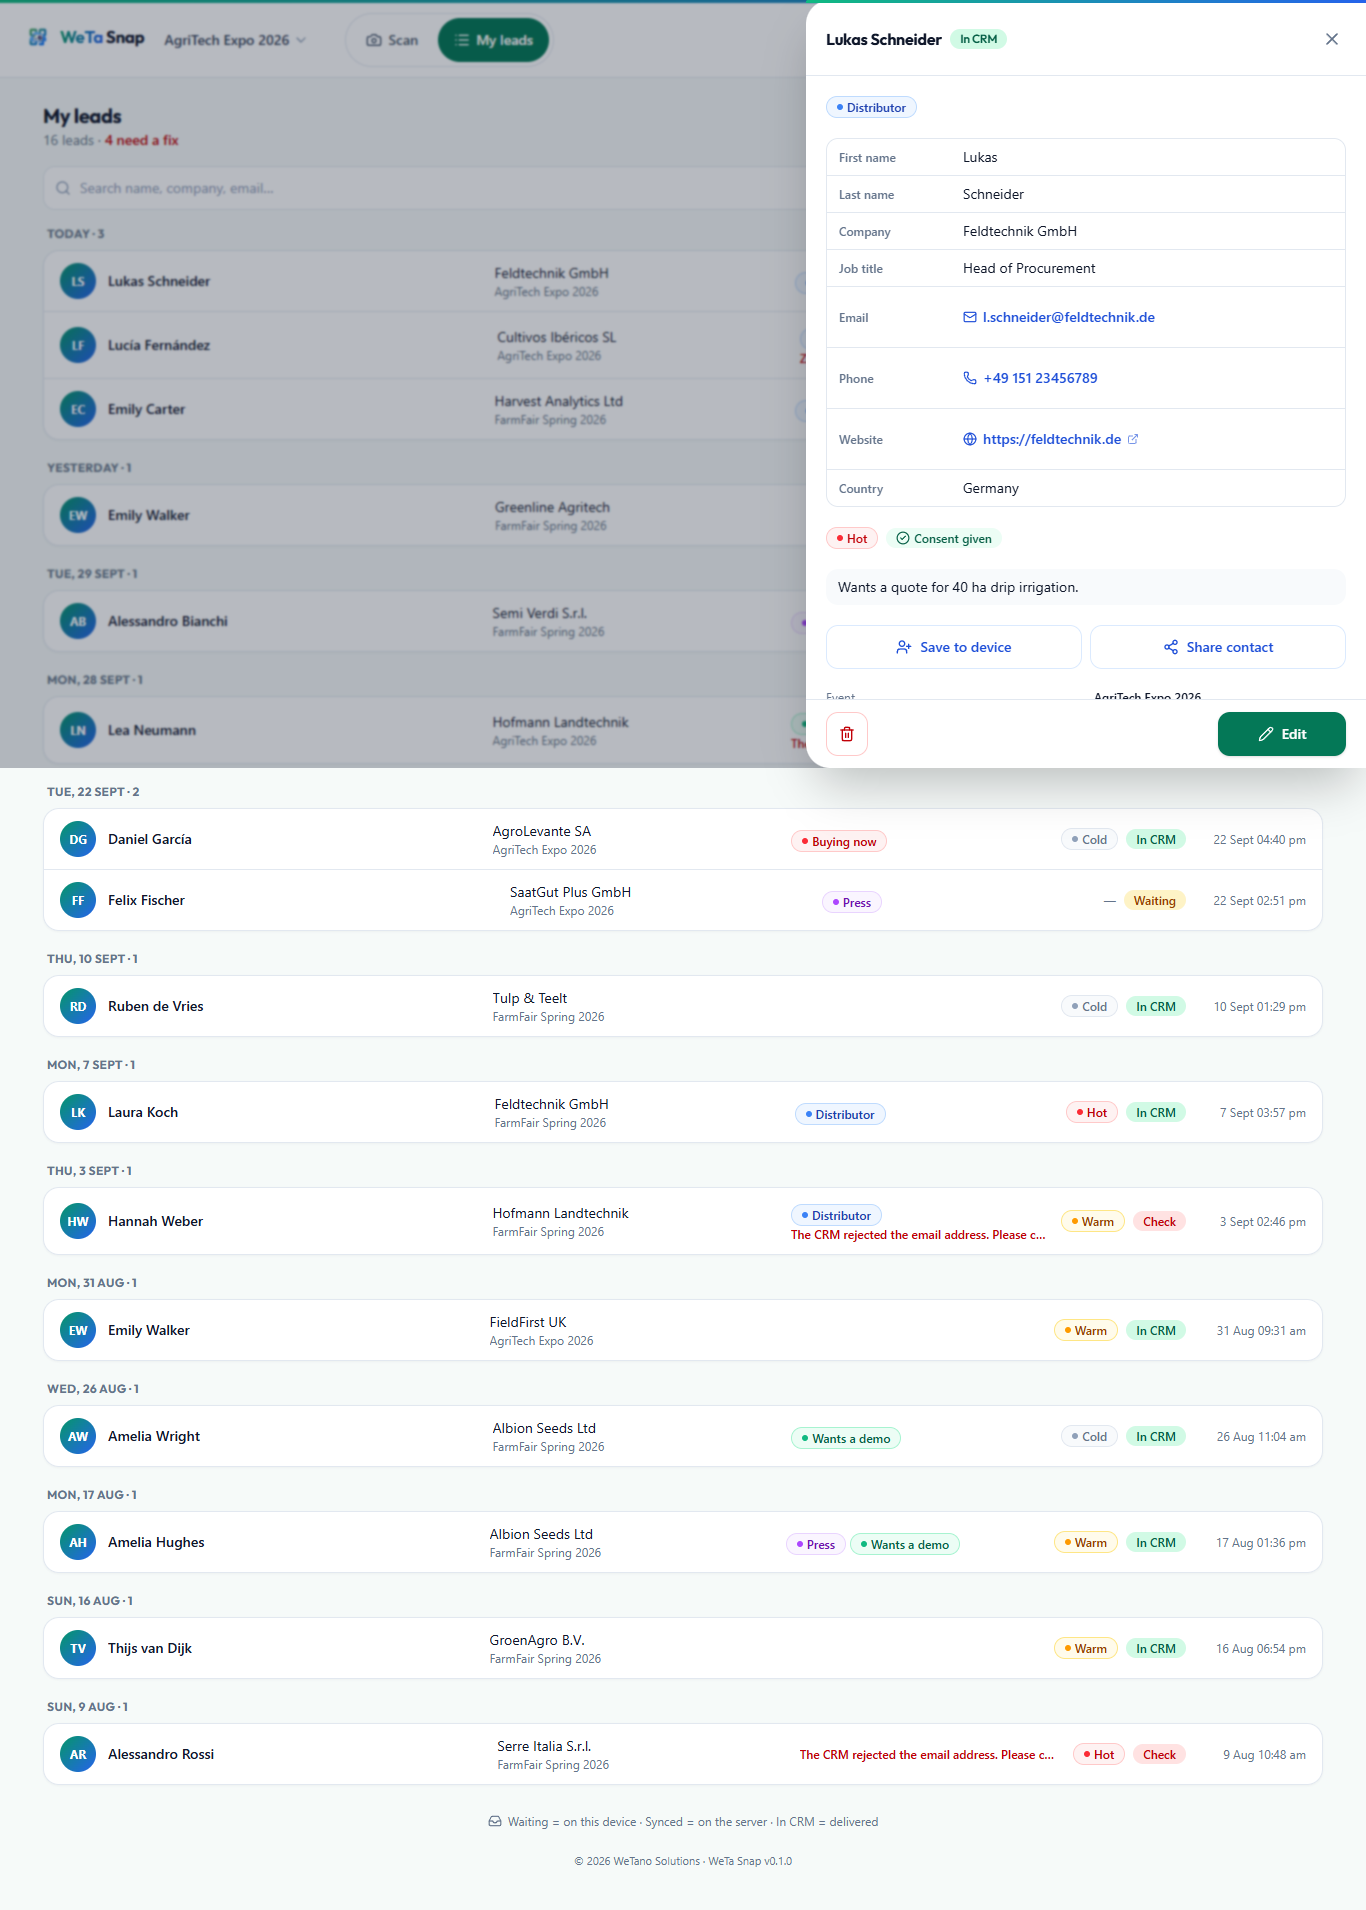 WeTa Snap
AgriTech Expo 2026
Scan
My leads
My leads
16 leads · 4 need a fix
Search name, company, email...
TODAY · 3
LS
Lukas Schneider
Feldtechnik GmbH
AgriTech Expo 2026
LF
Lucía Fernández
Cultivos Ibéricos SL
AgriTech Expo 2026
EC
Emily Carter
Harvest Analytics Ltd
FarmFair Spring 2026
YESTERDAY · 1
EW
Emily Walker
Greenline Agritech
FarmFair Spring 2026
TUE, 29 SEPT · 1
AB
Alessandro Bianchi
Semi Verdi S.r.l.
FarmFair Spring 2026
MON, 28 SEPT · 1
LN
Lea Neumann
Hofmann Landtechnik
AgriTech Expo 2026
Lukas Schneider
In CRM
Distributor
First name
Lukas
Last name
Schneider
Company
Feldtechnik GmbH
Job title
Head of Procurement
Email
l.schneider@feldtechnik.de
Phone
+49 151 23456789
Website
https://feldtechnik.de
Country
Germany
Hot
Consent given
Wants a quote for 40 ha drip irrigation.
Save to device
Share contact
Event
AgriTech Expo 2026
Edit
TUE, 22 SEPT · 2
DG
Daniel García
AgroLevante SA
AgriTech Expo 2026
Buying now
Cold
In CRM
22 Sept 04:40 pm
FF
Felix Fischer
SaatGut Plus GmbH
AgriTech Expo 2026
Press
—
Waiting
22 Sept 02:51 pm
THU, 10 SEPT · 1
RD
Ruben de Vries
Tulp & Teelt
FarmFair Spring 2026
Cold
In CRM
10 Sept 01:29 pm
MON, 7 SEPT · 1
LK
Laura Koch
Feldtechnik GmbH
FarmFair Spring 2026
Distributor
Hot
In CRM
7 Sept 03:57 pm
THU, 3 SEPT · 1
HW
Hannah Weber
Hofmann Landtechnik
FarmFair Spring 2026
Distributor
The CRM rejected the email address. Please c...
Warm
Check
3 Sept 02:46 pm
MON, 31 AUG · 1
EW
Emily Walker
FieldFirst UK
AgriTech Expo 2026
Warm
In CRM
31 Aug 09:31 am
WED, 26 AUG · 1
AW
Amelia Wright
Albion Seeds Ltd
FarmFair Spring 2026
Wants a demo
Cold
In CRM
26 Aug 11:04 am
MON, 17 AUG · 1
AH
Amelia Hughes
Albion Seeds Ltd
FarmFair Spring 2026
Press
Wants a demo
Warm
In CRM
17 Aug 01:36 pm
SUN, 16 AUG · 1
TV
Thijs van Dijk
GroenAgro B.V.
FarmFair Spring 2026
Warm
In CRM
16 Aug 06:54 pm
SUN, 9 AUG · 1
AR
Alessandro Rossi
Serre Italia S.r.l.
FarmFair Spring 2026
The CRM rejected the email address. Please c...
Hot
Check
9 Aug 10:48 am
Waiting = on this device · Synced = on the server · In CRM = delivered
© 2026 WeTano Solutions · WeTa Snap v0.1.0